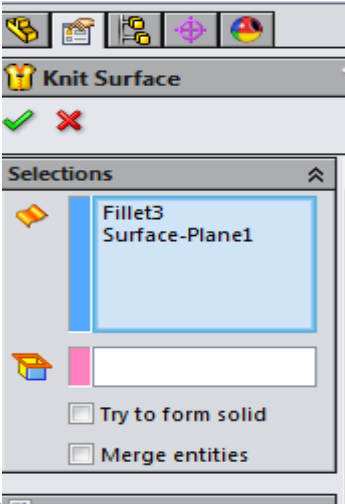 Knit Surface
Selections
Fillet3
Surface-Plane1
Try to form solid
Merge entities